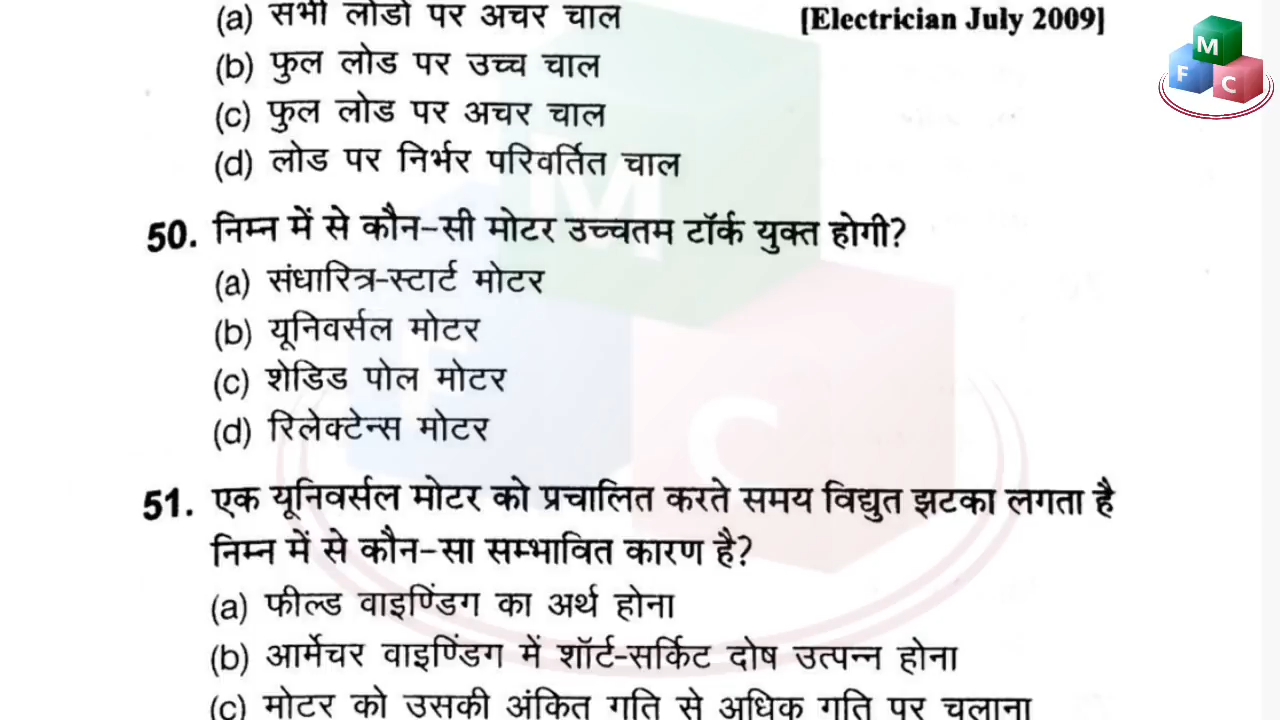 (a) सभी लोडो पर अचर चाल [Electrician July 2009]
(b) फुल लोड पर उच्च चाल
(c) फुल लोड पर अचर चाल
(d) लोड पर निर्भर परिवर्तित चाल
50. निम्न में से कौन-सी मोटर उच्चतम टॉर्क युक्त होगी?
(a) संधारित्र-स्टार्ट मोटर
(b) यूनिवर्सल मोटर
(c) शेडिड पोल मोटर
(d) रिलेक्टेन्स मोटर
51. एक यूनिवर्सल मोटर को प्रचालित करते समय विद्युत झटका लगता है
निम्न में से कौन-सा सम्भावित कारण है?
(a) फील्ड वाइण्डिंग का अर्थ होना
(b) आर्मेचर वाइण्डिंग में शॉर्ट-सर्किट दोष उत्पन्न होना
(c) मोटर को उसकी अंकित गति से अधिक गति पर चलाना
M
F
C
M
F
C